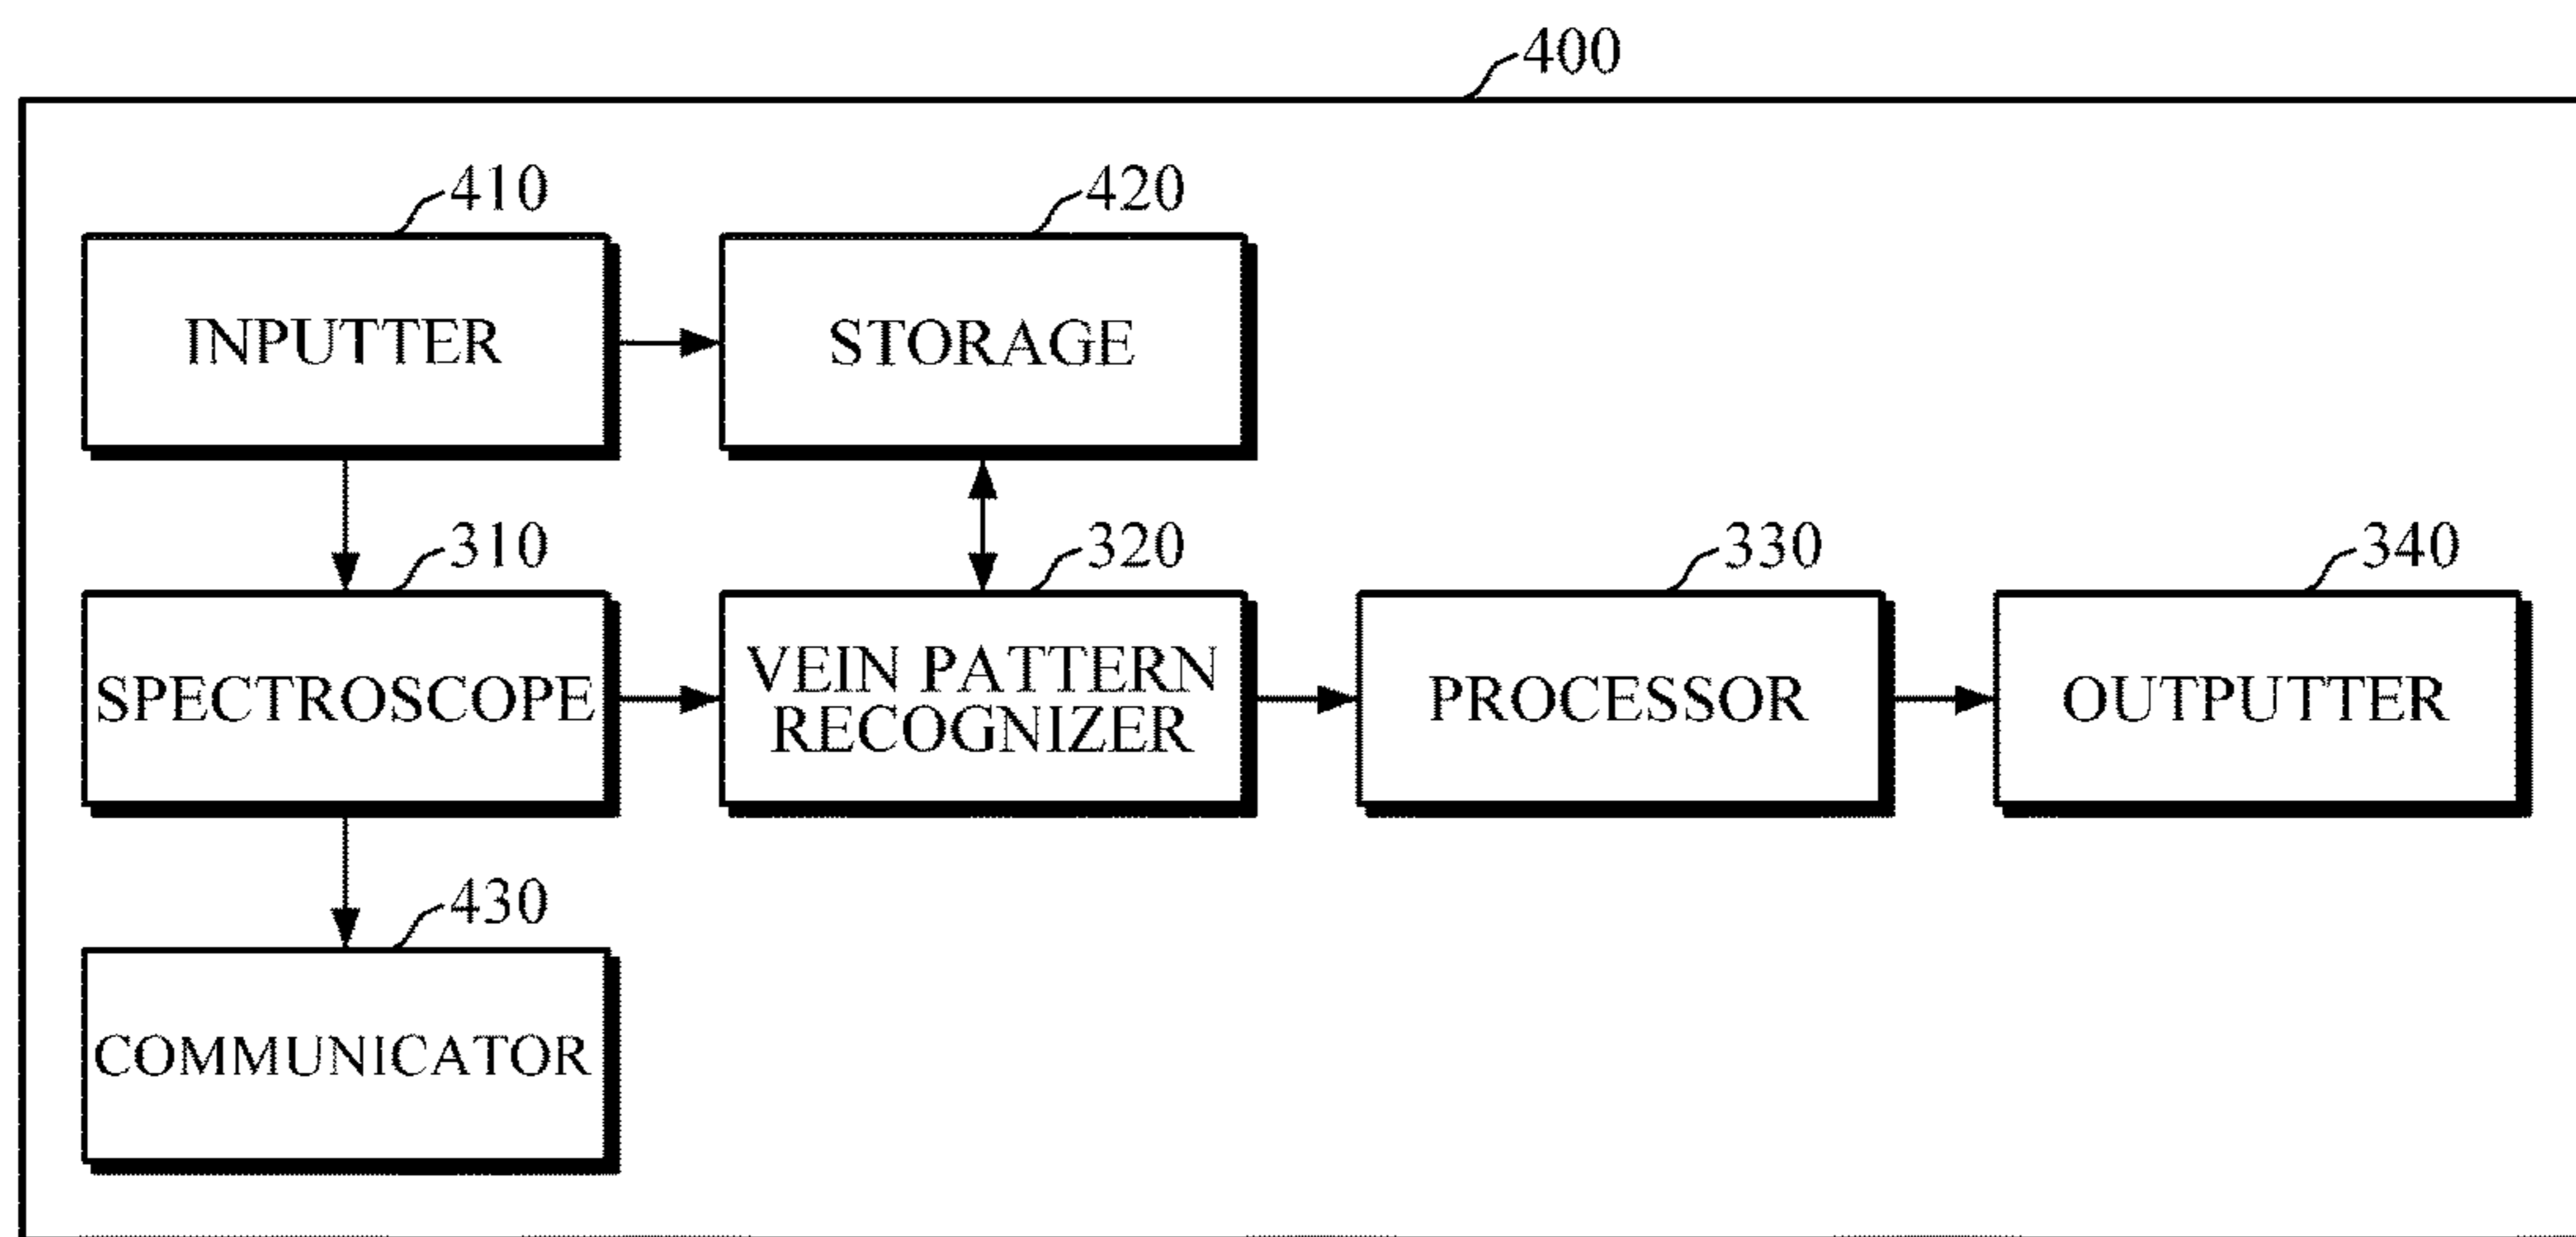 400
410
420
INPUTTER
STORAGE
310
320
330
340
SPECTROSCOPE
VEIN PATTERN
RECOGNIZER
PROCESSOR
OUTPUTTER
430
COMMUNICATOR